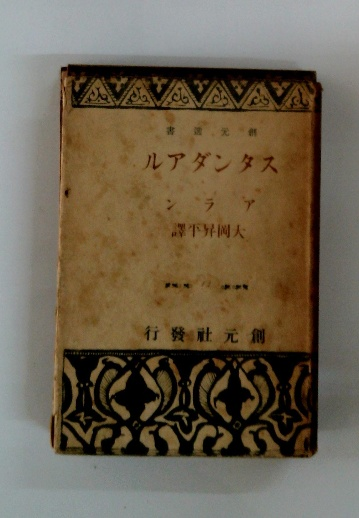 創元選書
スタンダアル
アラン
大岡昇平譯
創元社發行